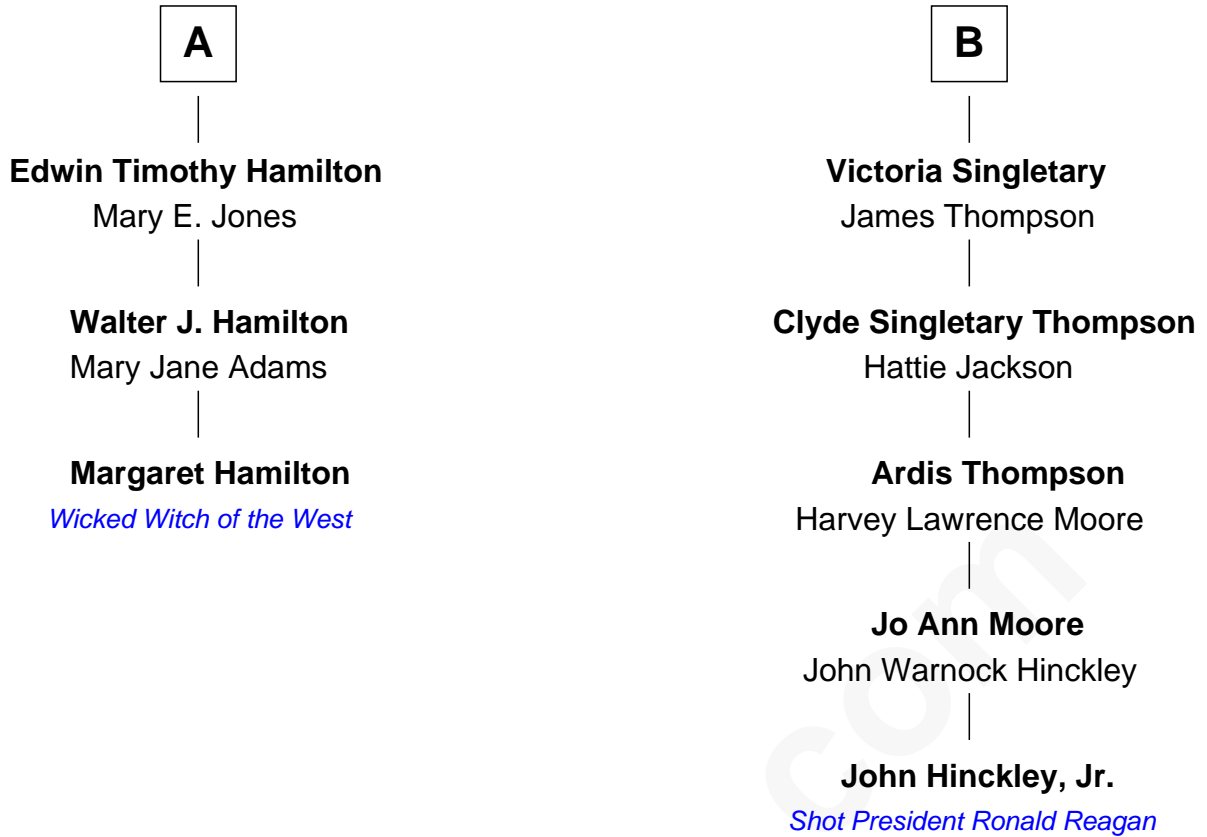 A
Edwin Timothy Hamilton
Mary E. Jones
Walter J. Hamilton
Mary Jane Adams
Margaret Hamilton
Wicked Witch of the West
B
Victoria Singletary
James Thompson
Clyde Singletary Thompson
Hattie Jackson
Ardis Thompson
Harvey Lawrence Moore
Jo Ann Moore
John Warnock Hinckley
John Hinckley, Jr.
Shot President Ronald Reagan
com